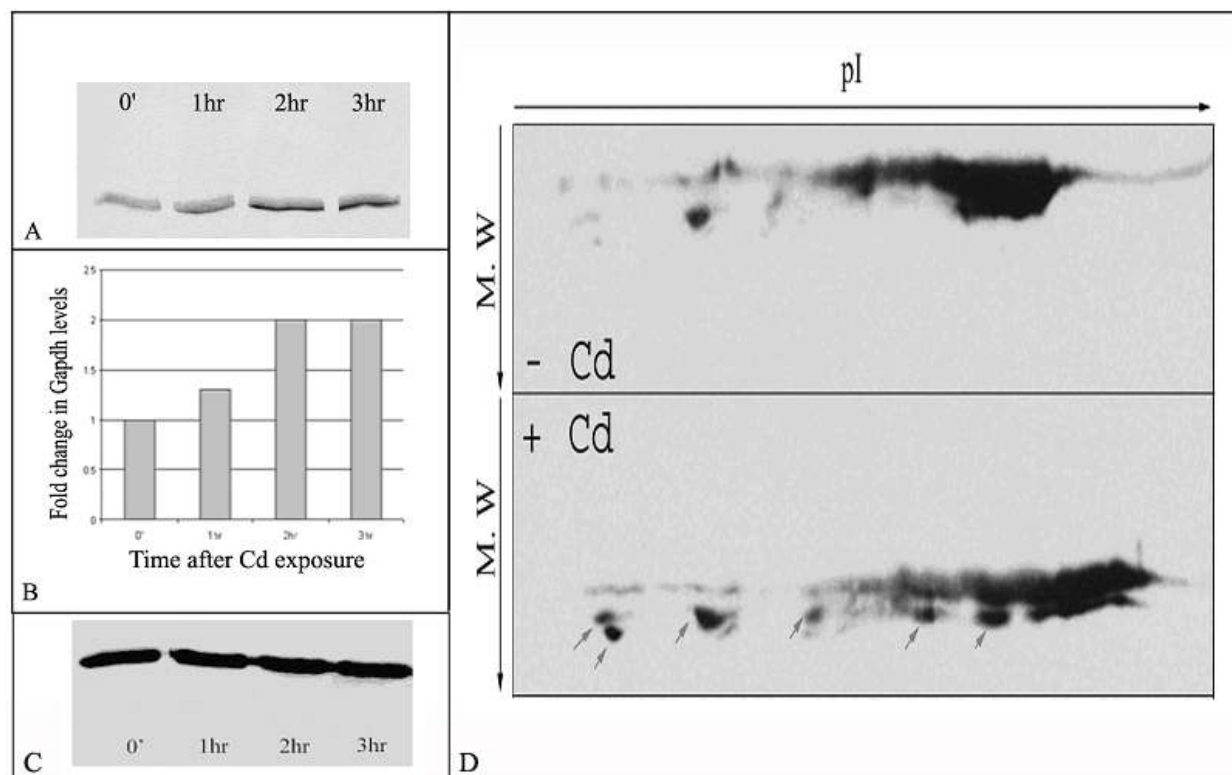 0' 1hr 2hr 3hr
A
Fold change in Gapdh levels
2.5
2
1.5
1
0.5
0
0' 1hr 2hr 3hr
Time after Cd exposure
B
0' 1hr 2hr 3hr
C
pI
M. W
- Cd
+ Cd
M. W
D